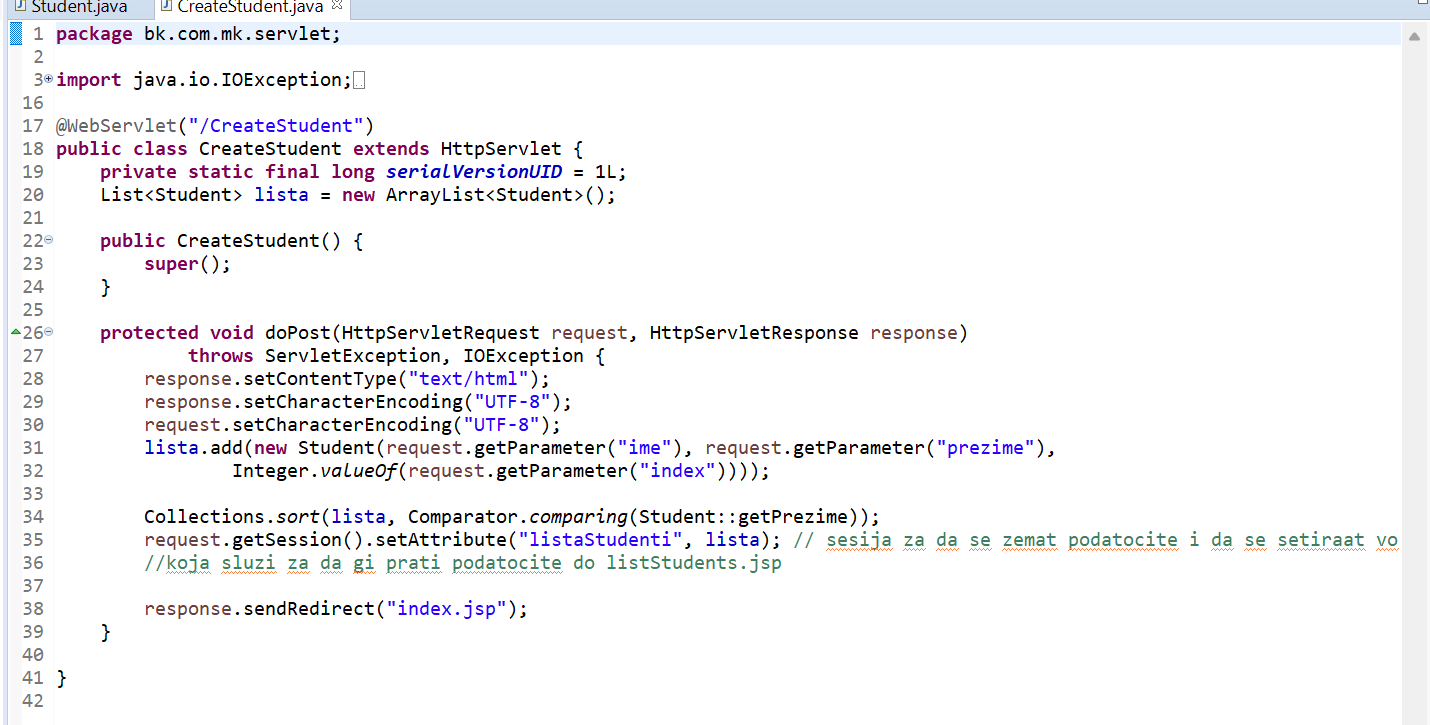 Student.java CreateStudent.java
1 package bk.com.mk.servlet;
2
3 import java.io.IOException;
16
17 @WebServlet("/CreateStudent")
18 public class CreateStudent extends HttpServlet {
19     private static final long serialVersionUID = 1L;
20     List<Student> lista = new ArrayList<Student>();
21
22     public CreateStudent() {
23         super();
24     }
25
26     protected void doPost(HttpServletRequest request, HttpServletResponse response)
27             throws ServletException, IOException {
28         response.setContentType("text/html");
29         response.setCharacterEncoding("UTF-8");
30         request.setCharacterEncoding("UTF-8");
31         lista.add(new Student(request.getParameter("ime"), request.getParameter("prezime"),
32                 Integer.valueOf(request.getParameter("index"))));
33
34         Collections.sort(lista, Comparator.comparing(Student::getPrezime));
35         request.getSession().setAttribute("listaStudenti", lista); // sesija za da se zemat podatocite i da se setiraat vo
36         //koja sluzi za da gi prati podatocite do listStudents.jsp
37
38         response.sendRedirect("index.jsp");
39     }
40
41 }
42